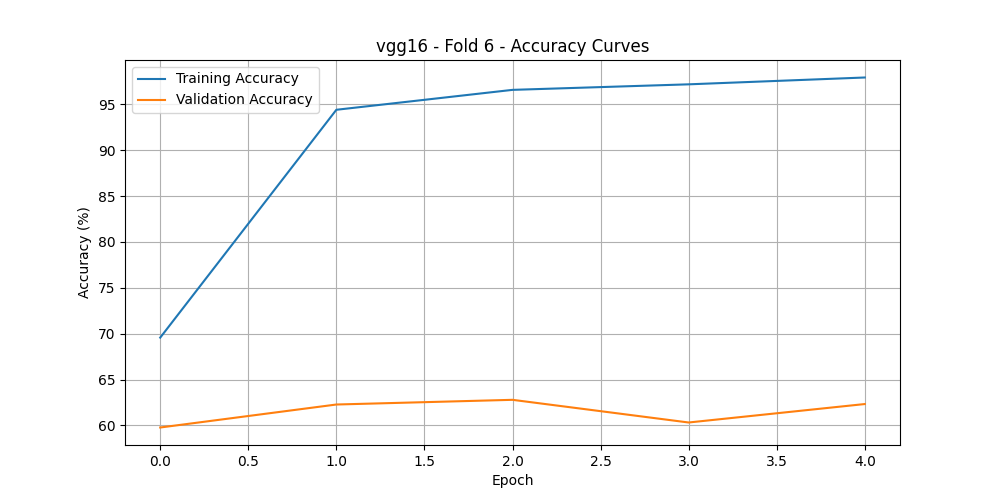 vgg16 - Fold 6 - Accuracy Curves
Training Accuracy
Validation Accuracy
Accuracy (%)
95
90
85
80
75
70
65
60
0.0 0.5 1.0 1.5 2.0 2.5 3.0 3.5 4.0
Epoch